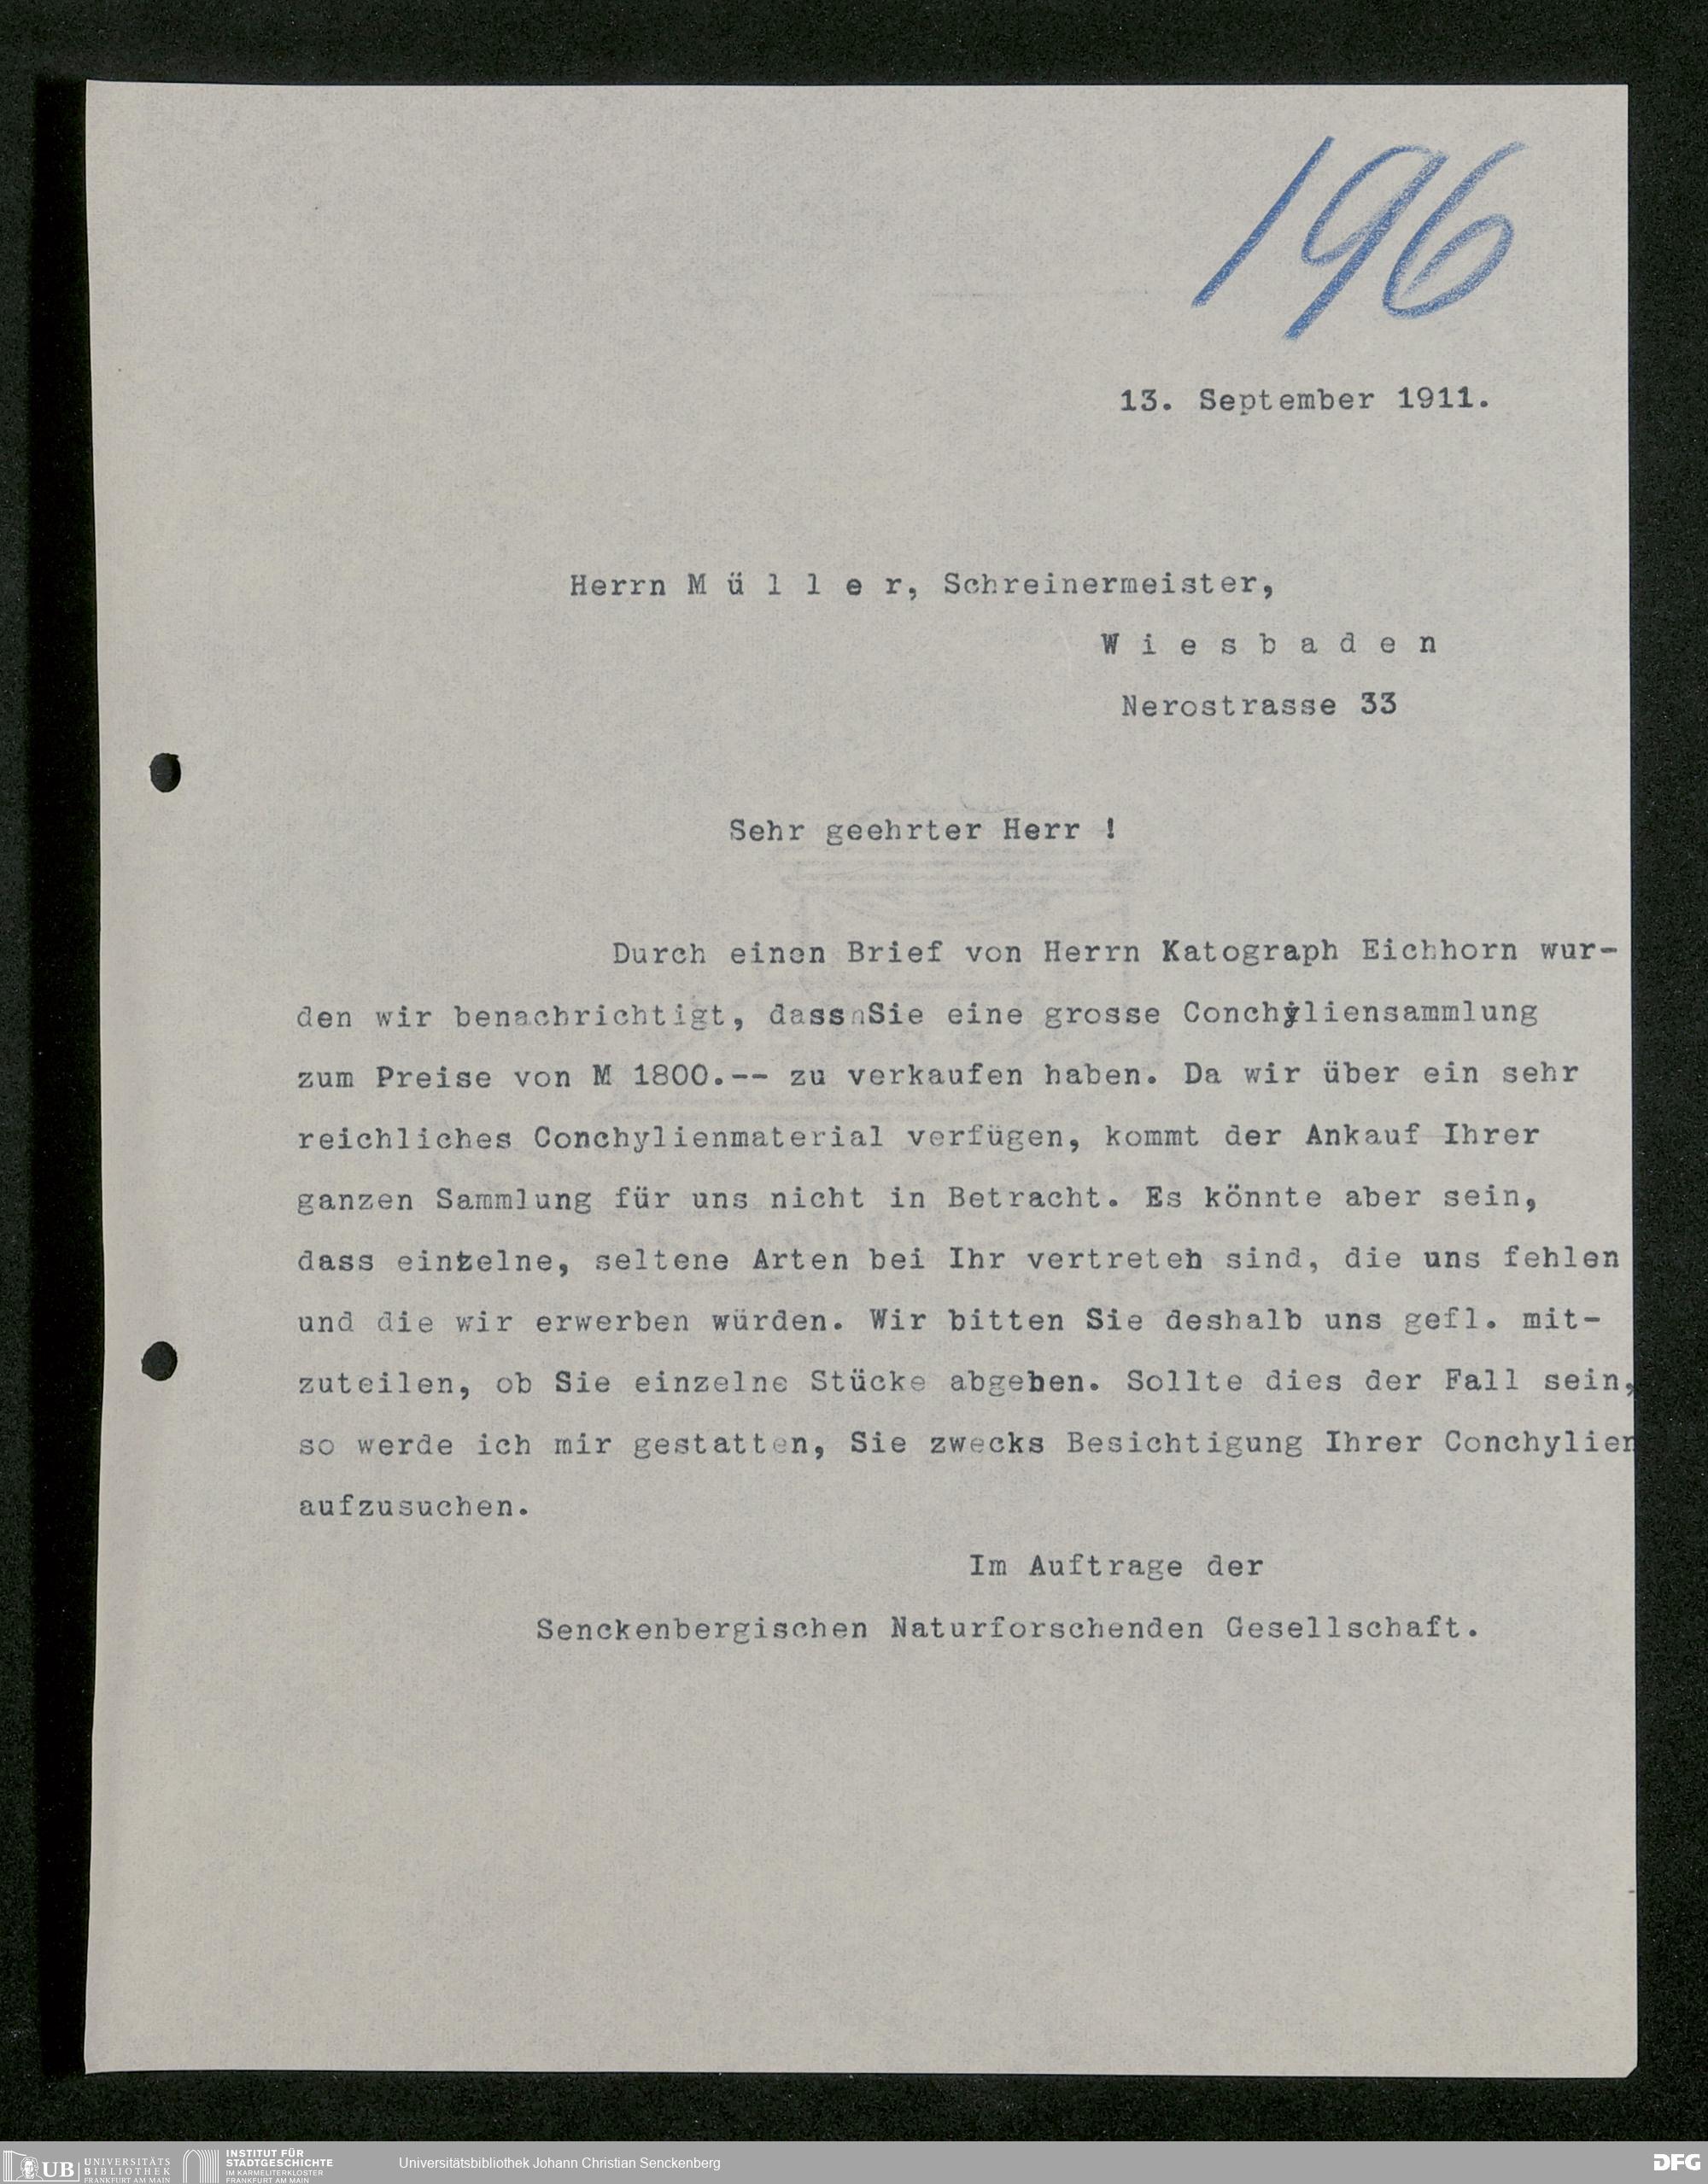 196
13. September 1911.
Herrn M ü l l e r, Schreinermeister,
W i e s b a d e n
Nerostrasse 33
Sehr geehrter Herr !
Durch einen Brief von Herrn Katograph Eichhorn wur-
den wir benachrichtigt, dass Sie eine grosse Conchyliensammlung
zum Preise von M 1800.-- zu verkaufen haben. Da wir über ein sehr
reichliches Conchylienmaterial verfügen, kommt der Ankauf Ihrer
ganzen Sammlung für uns nicht in Betracht. Es könnte aber sein,
dass einzelne, seltene Arten bei Ihr vertreten sind, die uns fehlen
und die wir erwerben würden. Wir bitten Sie deshalb uns gefl. mit-
zuteilen, ob Sie einzelne Stücke abgeben. Sollte dies der Fall sein,
so werde ich mir gestatten, Sie zwecks Besichtigung Ihrer Conchylien
aufzusuchen.
Im Auftrage der
Senckenbergischen Naturforschenden Gesellschaft.
UB UNIVERSITÄTS
BIBLIOTHEK
FRANKFURT AM MAIN
INSTITUT FÜR
STADTGESCHICHTE
IM KARMELITERKLOSTER
FRANKFURT AM MAIN
Universitätsbibliothek Johann Christian Senckenberg
DFG